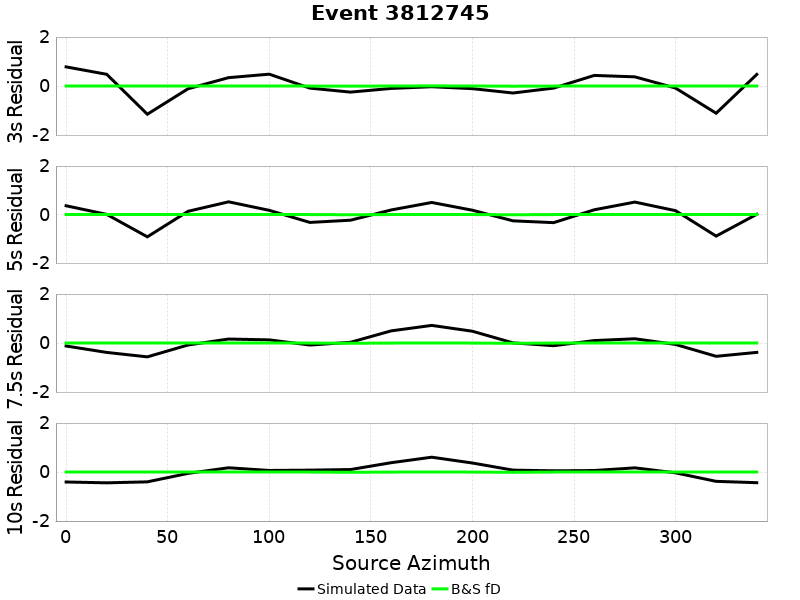 Event 3812745
3s Residual
2
0
-2
5s Residual
2
0
-2
7.5s Residual
2
0
-2
10s Residual
2
0
-2
0 50 100 150 200 250 300
Source Azimuth
Simulated Data B&S fD